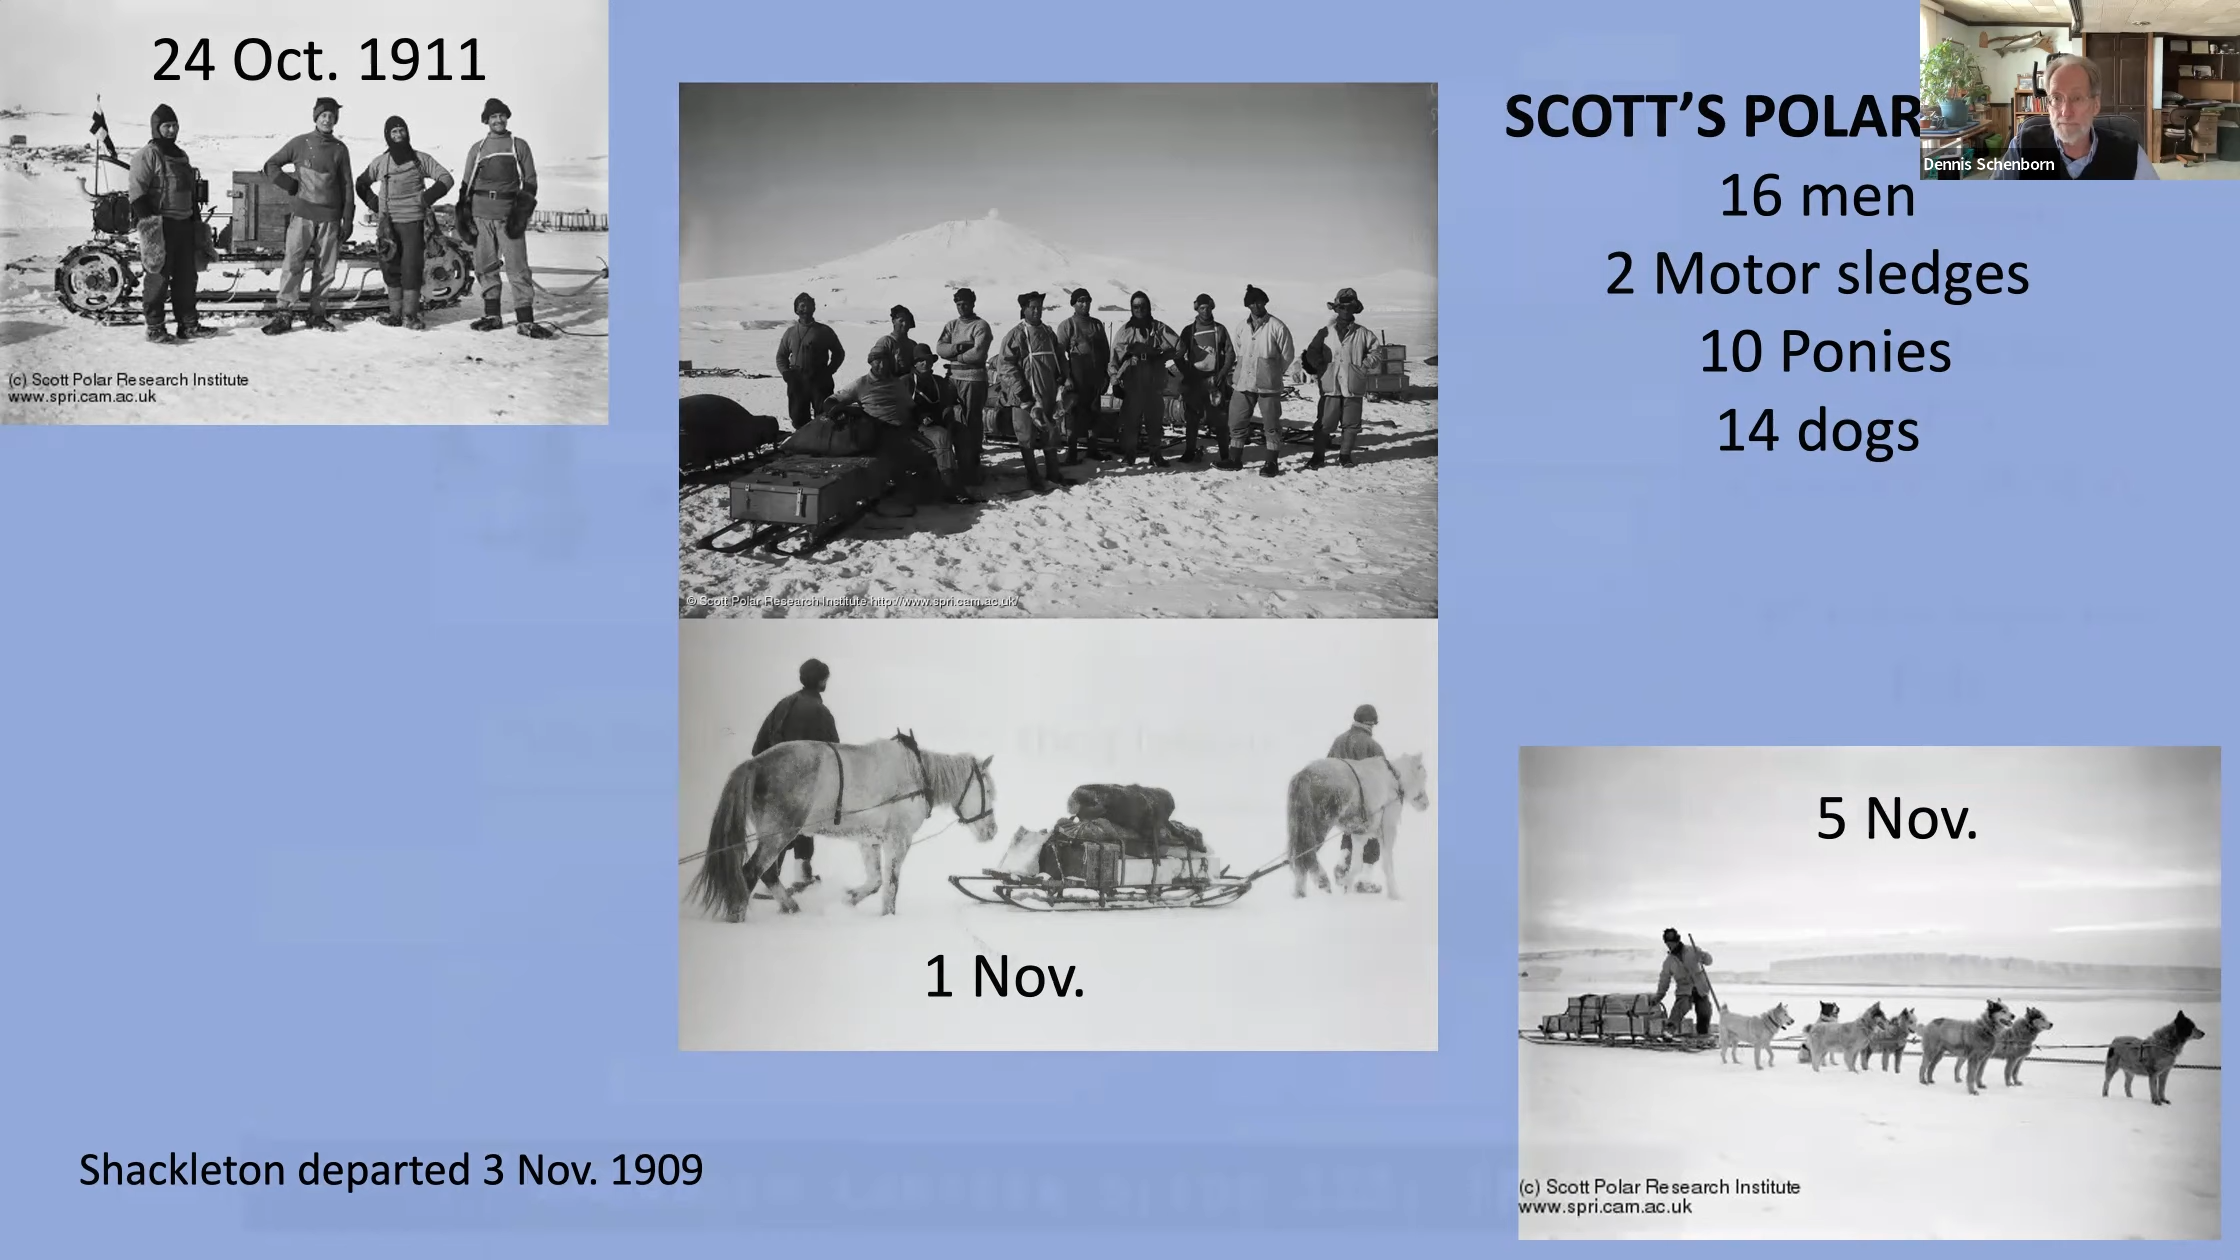 24 Oct. 1911
(c) Scott Polar Research Institute
www.spri.cam.ac.uk
© Scott Polar Research Institute http://www.spri.cam.ac.uk/
SCOTT’S POLAR
16 men
2 Motor sledges
10 Ponies
14 dogs
Dennis Schenborn
1 Nov.
5 Nov.
(c) Scott Polar Research Institute
www.spri.cam.ac.uk
Shackleton departed 3 Nov. 1909